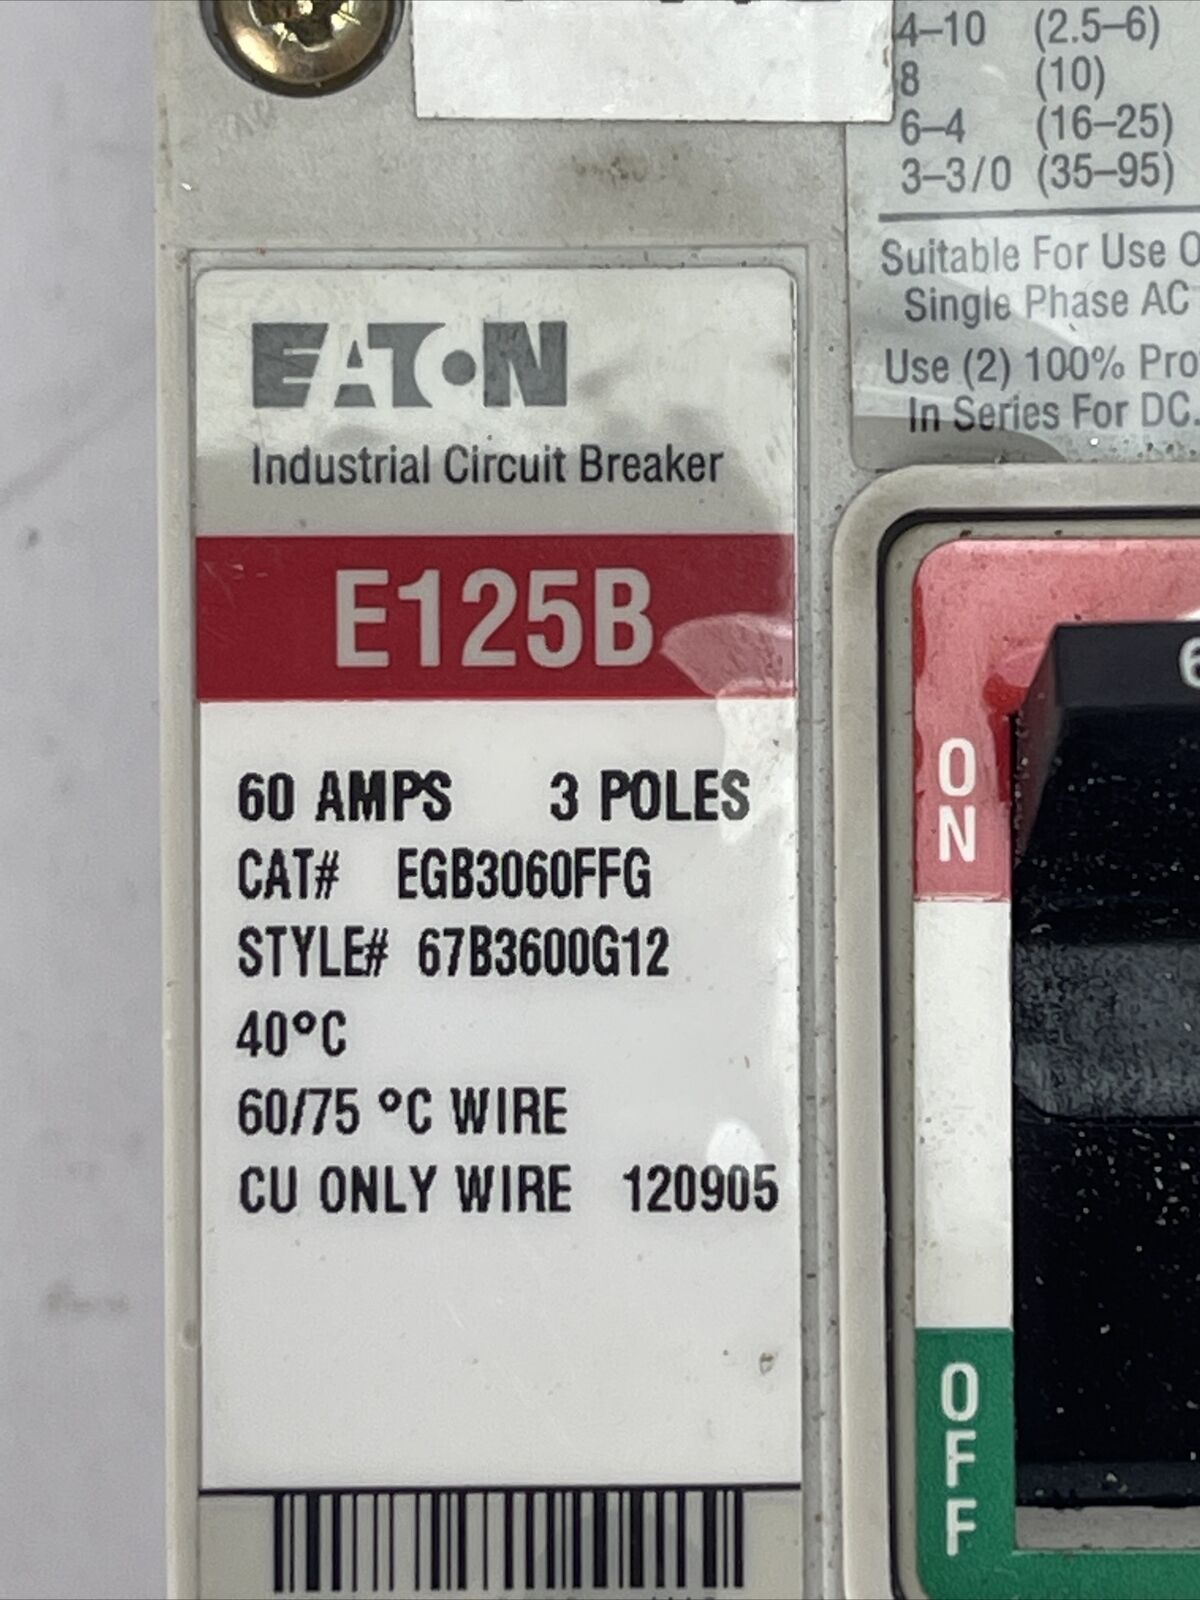 4–10 (2.5–6)
8 (10)
6–4 (16–25)
3–3/0 (35–95)
Suitable For Use
Single Phase AC
Use (2) 100%
In Series For DC.
EATON
Industrial Circuit Breaker
E125B
60 AMPS 3 POLES
CAT# EGB3060FFG
STYLE# 67B3600G12
40°C
60/75 °C WIRE
CU ONLY WIRE 120905
ON
OFF